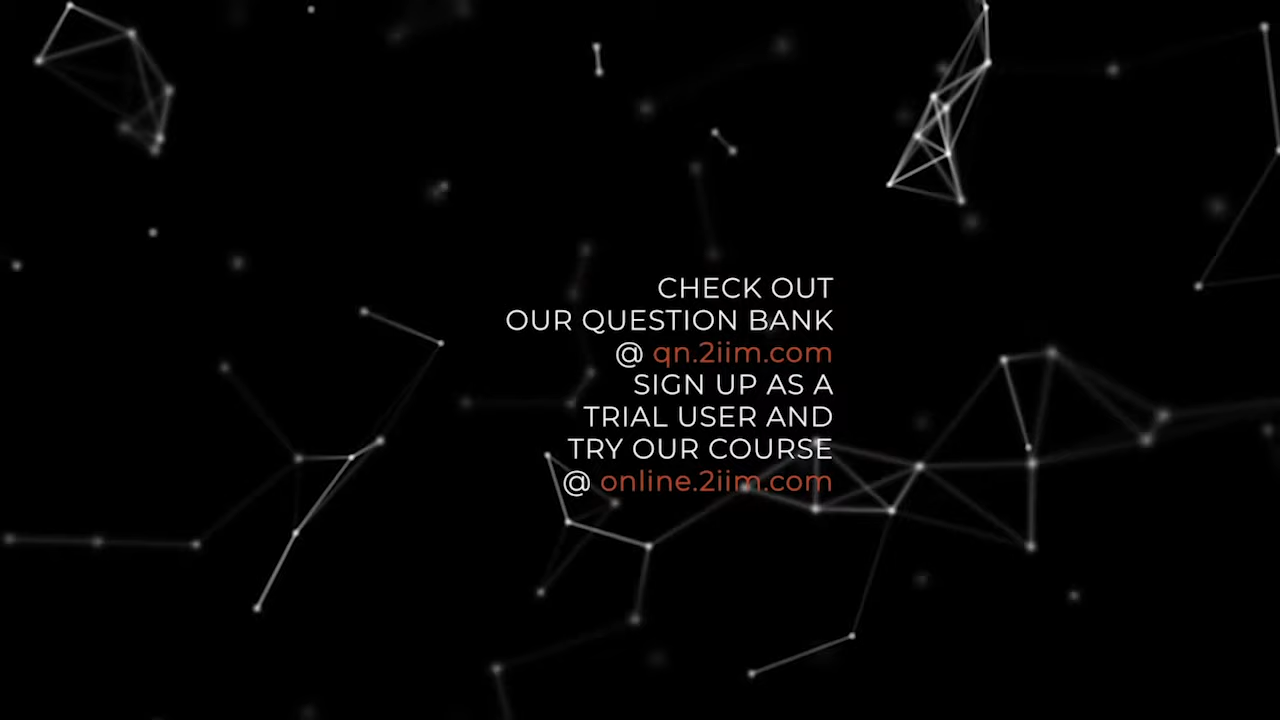 CHECK OUT
OUR QUESTION BANK
@ qn.2iim.com
SIGN UP AS A
TRIAL USER AND
TRY OUR COURSE
@ online.2iim.com